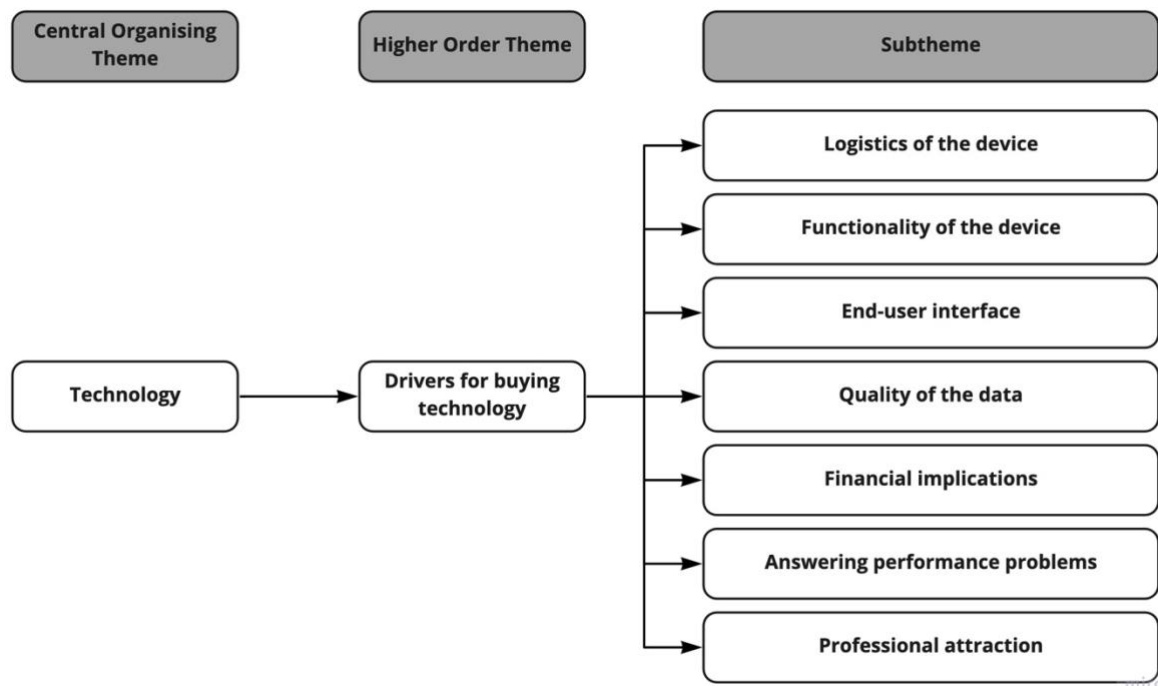 Central Organising
Theme
Higher Order Theme
Subtheme
Logistics of the device
Functionality of the device
End-user interface
Technology
Drivers for buying
technology
Quality of the data
Financial implications
Answering performance problems
Professional attraction